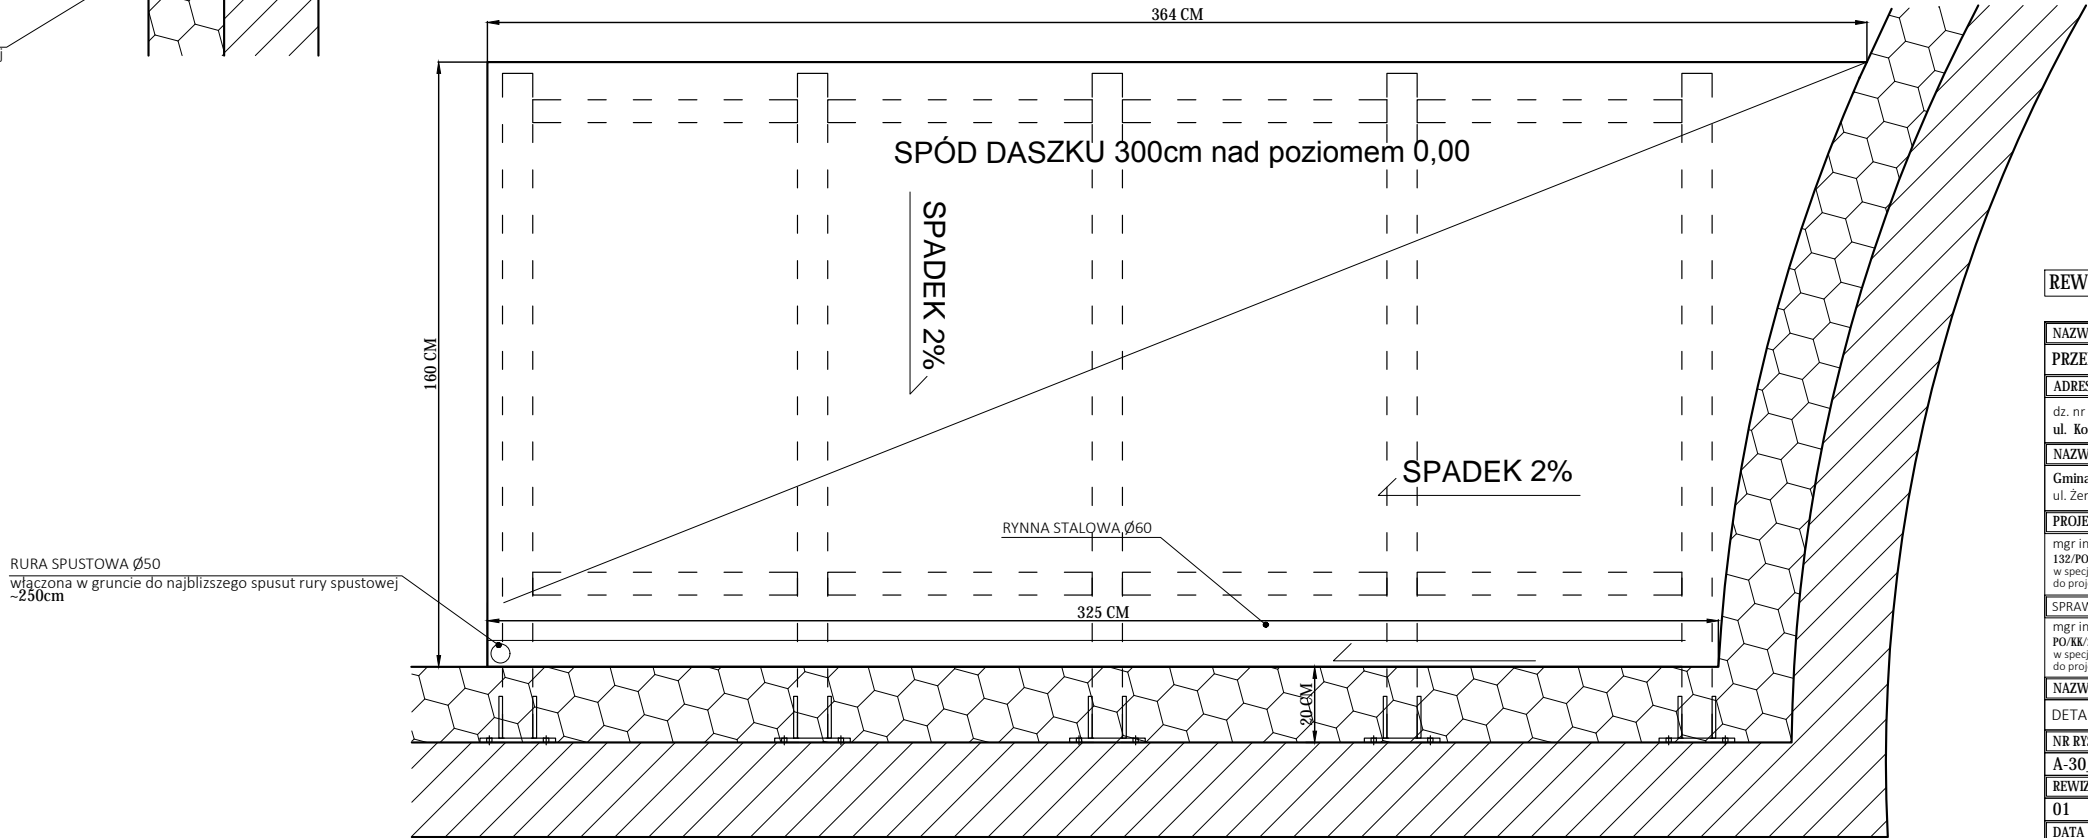 364 CM
160 CM
SPÓD DASZKU 300cm nad poziomem 0,00
SPADEK 2%
SPADEK 2%
RYNNA STALOWA Ø60
RURA SPUSTOWA Ø50
włączona w gruncie do najblizszego spusut rury spustowej
~250cm
325 CM
20 CM
REW
NAZW
PRZE
ADRES
dz. nr
ul. Ko
NAZW
Gmina
ul. Żer
PROJE
mgr in
132/PO
w specj
do proj
SPRAW
mgr in
PO/KK/
w specj
do proj
NAZW
DETA
NR RYS
A-30
REWIZ
01
DATA